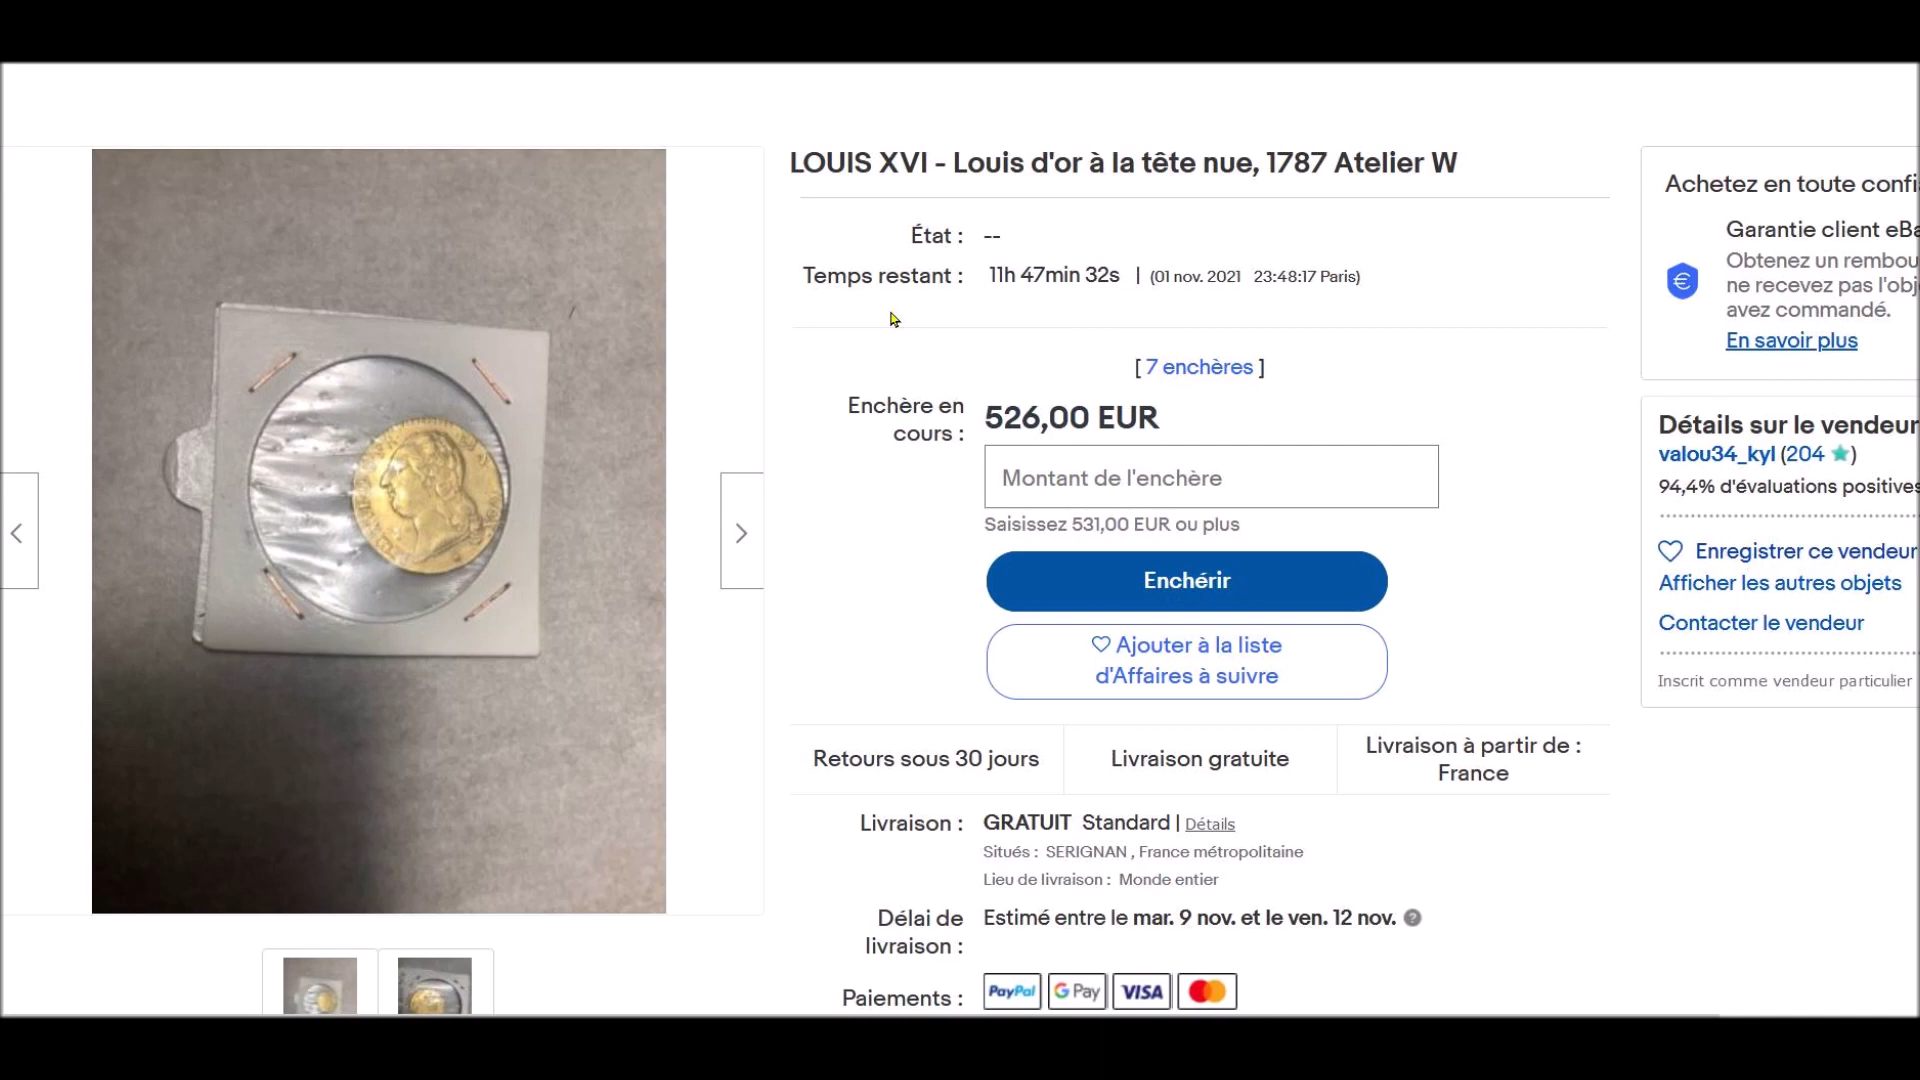 LOUIS XVI - Louis d'or à la tête nue, 1787 Atelier W
État : --
Temps restant : 11h 47min 32s | (01 nov. 2021 23:48:17 Paris)
[ 7 enchères ]
Enchère en
cours :
526,00 EUR
Montant de l'enchère
Saisissez 531,00 EUR ou plus
Enchérir
Ajouter à la liste
d'Affaires à suivre
Retours sous 30 jours
Livraison gratuite
Livraison à partir de :
France
Livraison : GRATUIT Standard | Détails
Situés : SERIGNAN , France métropolitaine
Lieu de livraison : Monde entier
Délai de
livraison :
Estimé entre le mar. 9 nov. et le ven. 12 nov. ?
Paiements : PayPal G Pay VISA
Achetez en toute confi
Garantie client eBa
Obtenez un rembou
ne recevez pas l'obj
avez commandé.
En savoir plus
Détails sur le vendeur
valou34_kyl (204)
94,4% d'évaluations positives
Enregistrer ce vendeur
Afficher les autres objets
Contacter le vendeur
Inscrit comme vendeur particulier